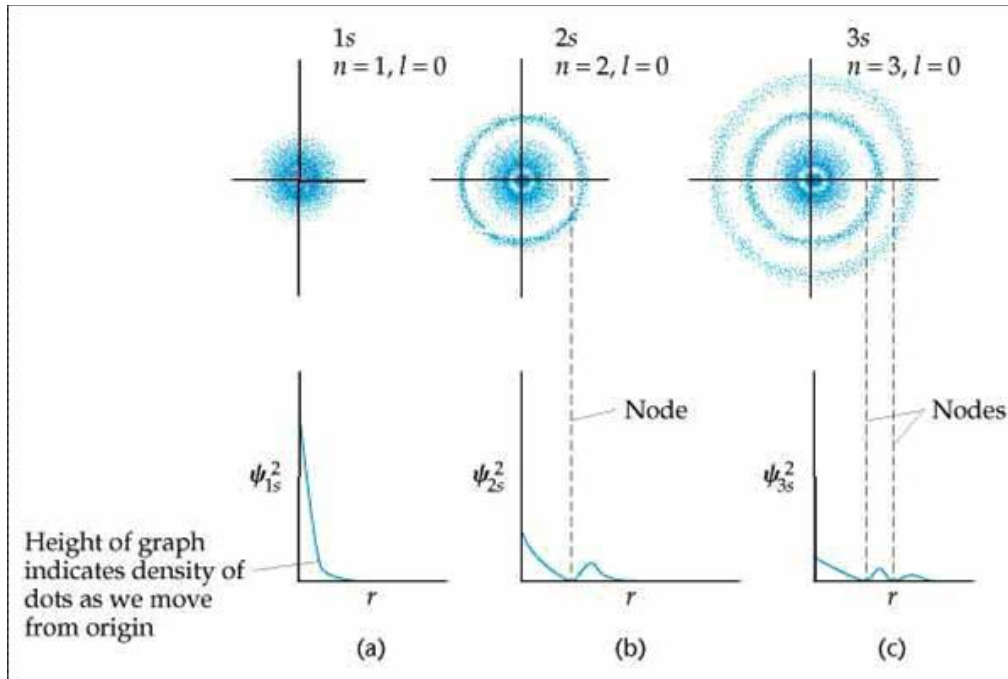 1s
n = 1, l = 0
2s
n = 2, l = 0
3s
n = 3, l = 0
Node
Nodes
ψ²1s
ψ²2s
ψ²3s
Height of graph
indicates density of
dots as we move
from origin
r
r
r
(a)
(b)
(c)